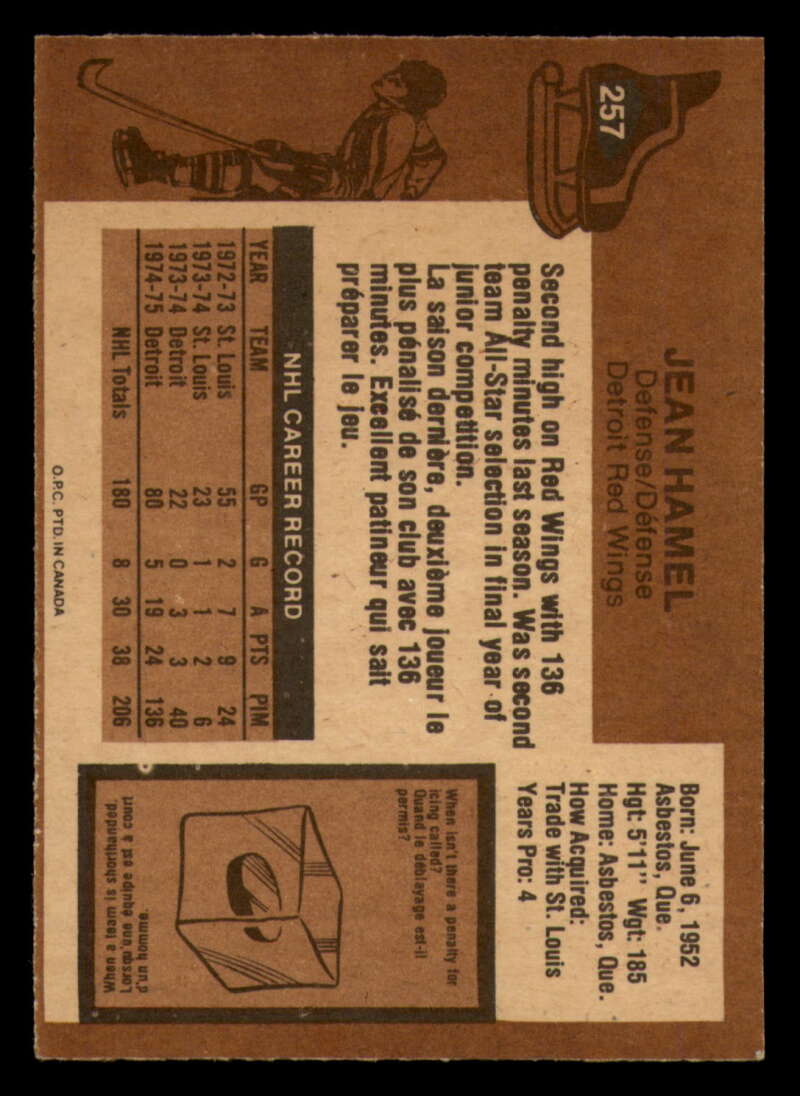 257
JEAN HAMEL
Defense/Défense
Detroit Red Wings
Born: June 6, 1952
Asbestos, Que.
Hgt: 5'11" Wgt: 185
Home: Asbestos, Que.
How Acquired:
Trade with St. Louis
Years Pro: 4
Second high on Red Wings with 136
penalty minutes last season. Was second
team All-Star selection in final year of
junior competition.
La saison dernière, deuxième joueur le
plus pénalisé de son club avec 136
minutes. Excellent patineur qui sait
préparer le jeu.
NHL CAREER RECORD
YEAR TEAM GP G A PTS PIM
1972-73 St. Louis 55 2 7 9 24
1973-74 St. Louis 23 1 1 2 6
1973-74 Detroit 22 0 3 3 40
1974-75 Detroit 80 5 19 24 136
NHL Totals 180 8 30 38 206
When isn't there a penalty for
icing called?
Quand le déblayage est-il
permis?
When a team is shorthanded
Lorsqu'une équipe est à court
d'un homme.
O.P.C. PTD. IN CANADA